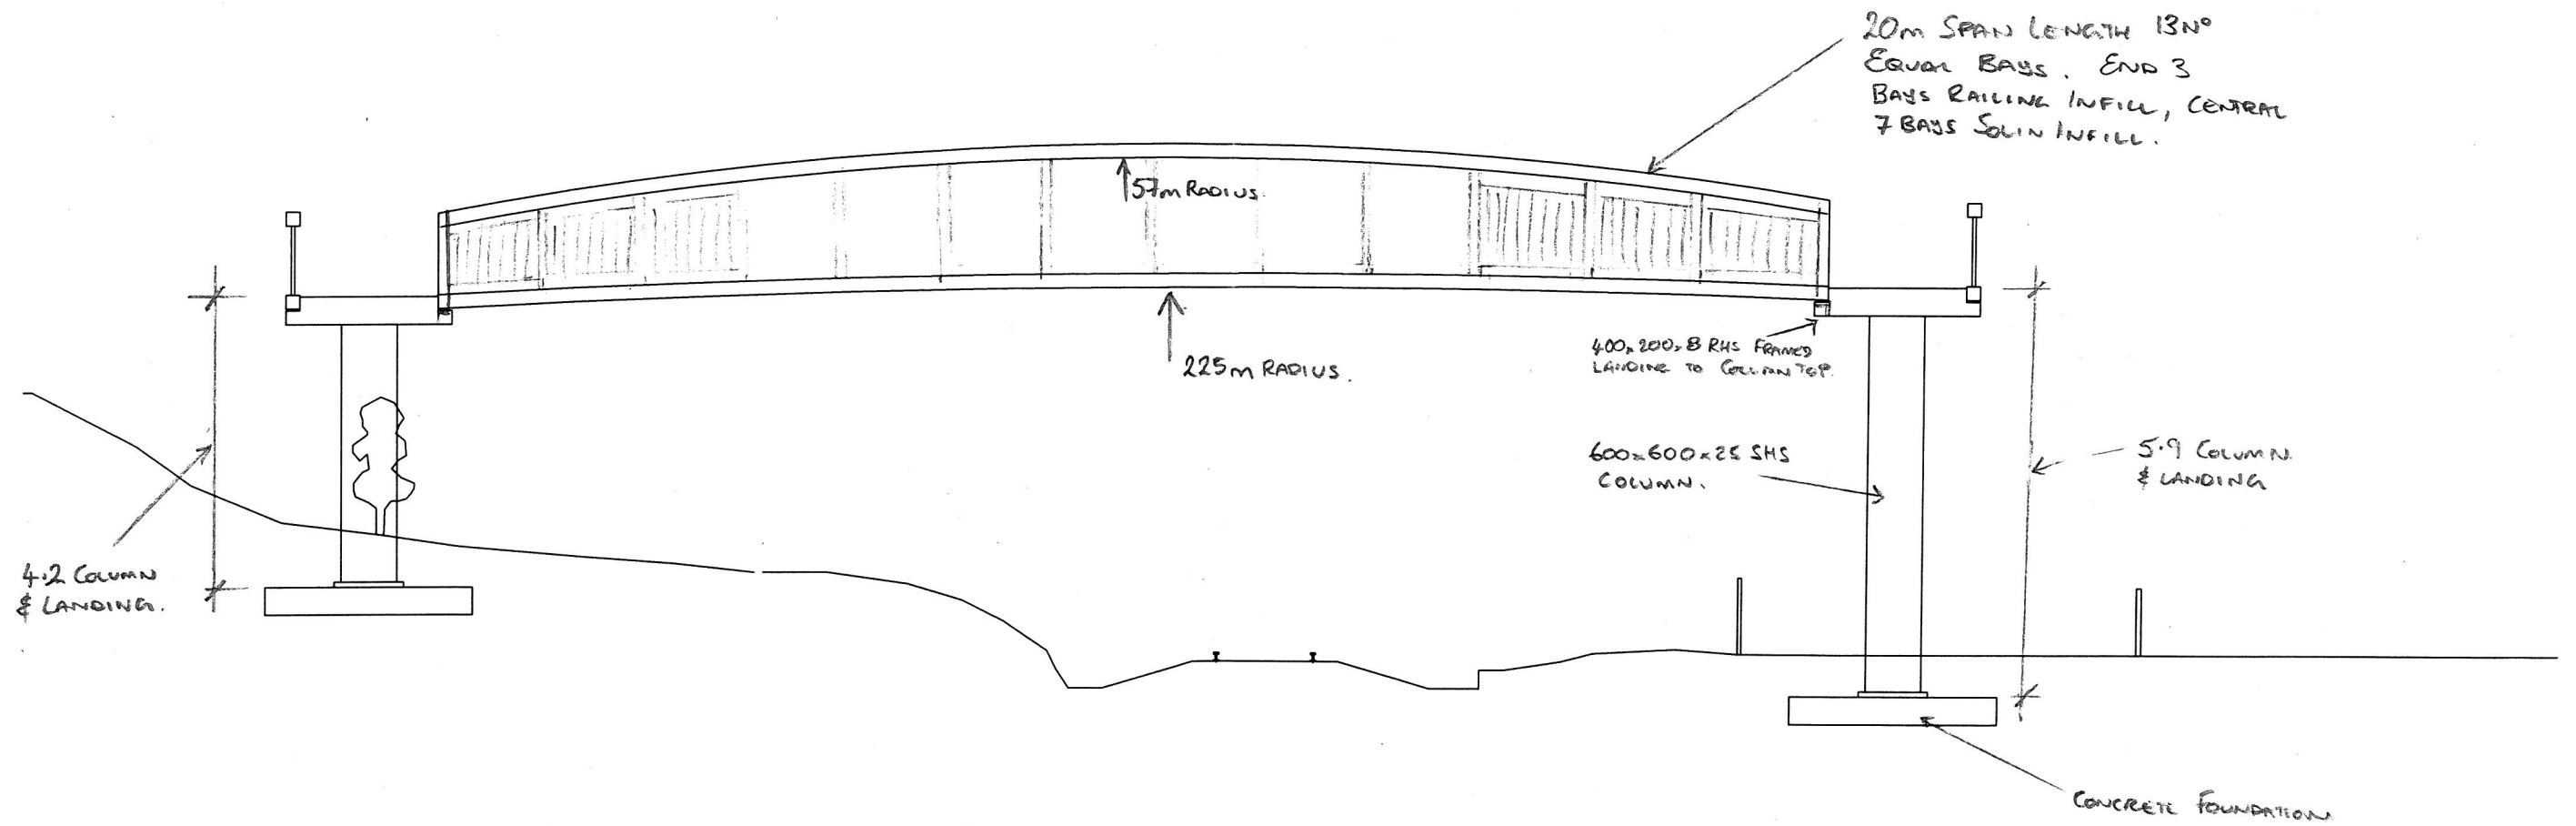 20m SPAN LENGTH 13Nº
EQUAL BAYS. END 3
BAYS RAILING INFILL, CENTRAL
7 BAYS SOLIN INFILL.
57m RADIUS.
225m RADIUS.
400x200x8 RHS FRAMED
LANDING TO COLUMN TOP.
600x600x25 SHS
COLUMN.
5.9 COLUMN
& LANDING
4.2 COLUMN
& LANDING.
CONCRETE FOUNDATION